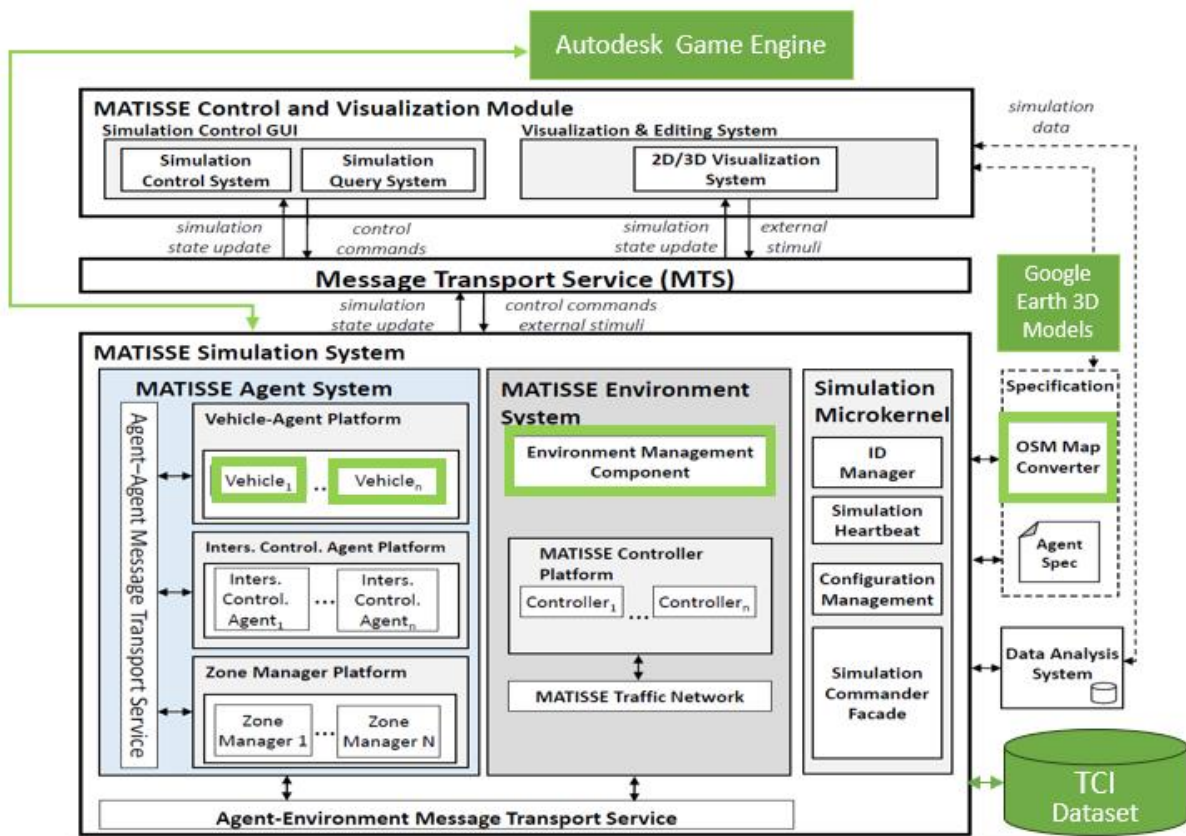 Autodesk Game Engine
MATISSE Control and Visualization Module
Simulation Control GUI
Simulation
Control System
Simulation
Query System
Visualization & Editing System
2D/3D Visualization
System
simulation
data
simulation
state update
control
commands
simulation
state update
external
stimuli
Message Transport Service (MTS)
simulation
state update
control commands
external stimuli
Google
Earth 3D
Models
MATISSE Simulation System
MATISSE Agent System
Agent–Agent Message Transport Service
Vehicle-Agent Platform
Vehicle1
..
Vehiclen
Inters. Control. Agent Platform
Inters.
Control.
Agent1
...
Inters.
Control.
Agentn
Zone Manager Platform
Zone
Manager 1
...
Zone
Manager N
MATISSE Environment
System
Environment Management
Component
MATISSE Controller
Platform
Controller1
...
Controllern
MATISSE Traffic Network
Simulation
Microkernel
ID
Manager
Simulation
Heartbeat
Configuration
Management
Simulation
Commander
Facade
Specification
OSM Map
Converter
Agent
Spec
Data Analysis
System
TCI
Dataset
Agent-Environment Message Transport Service